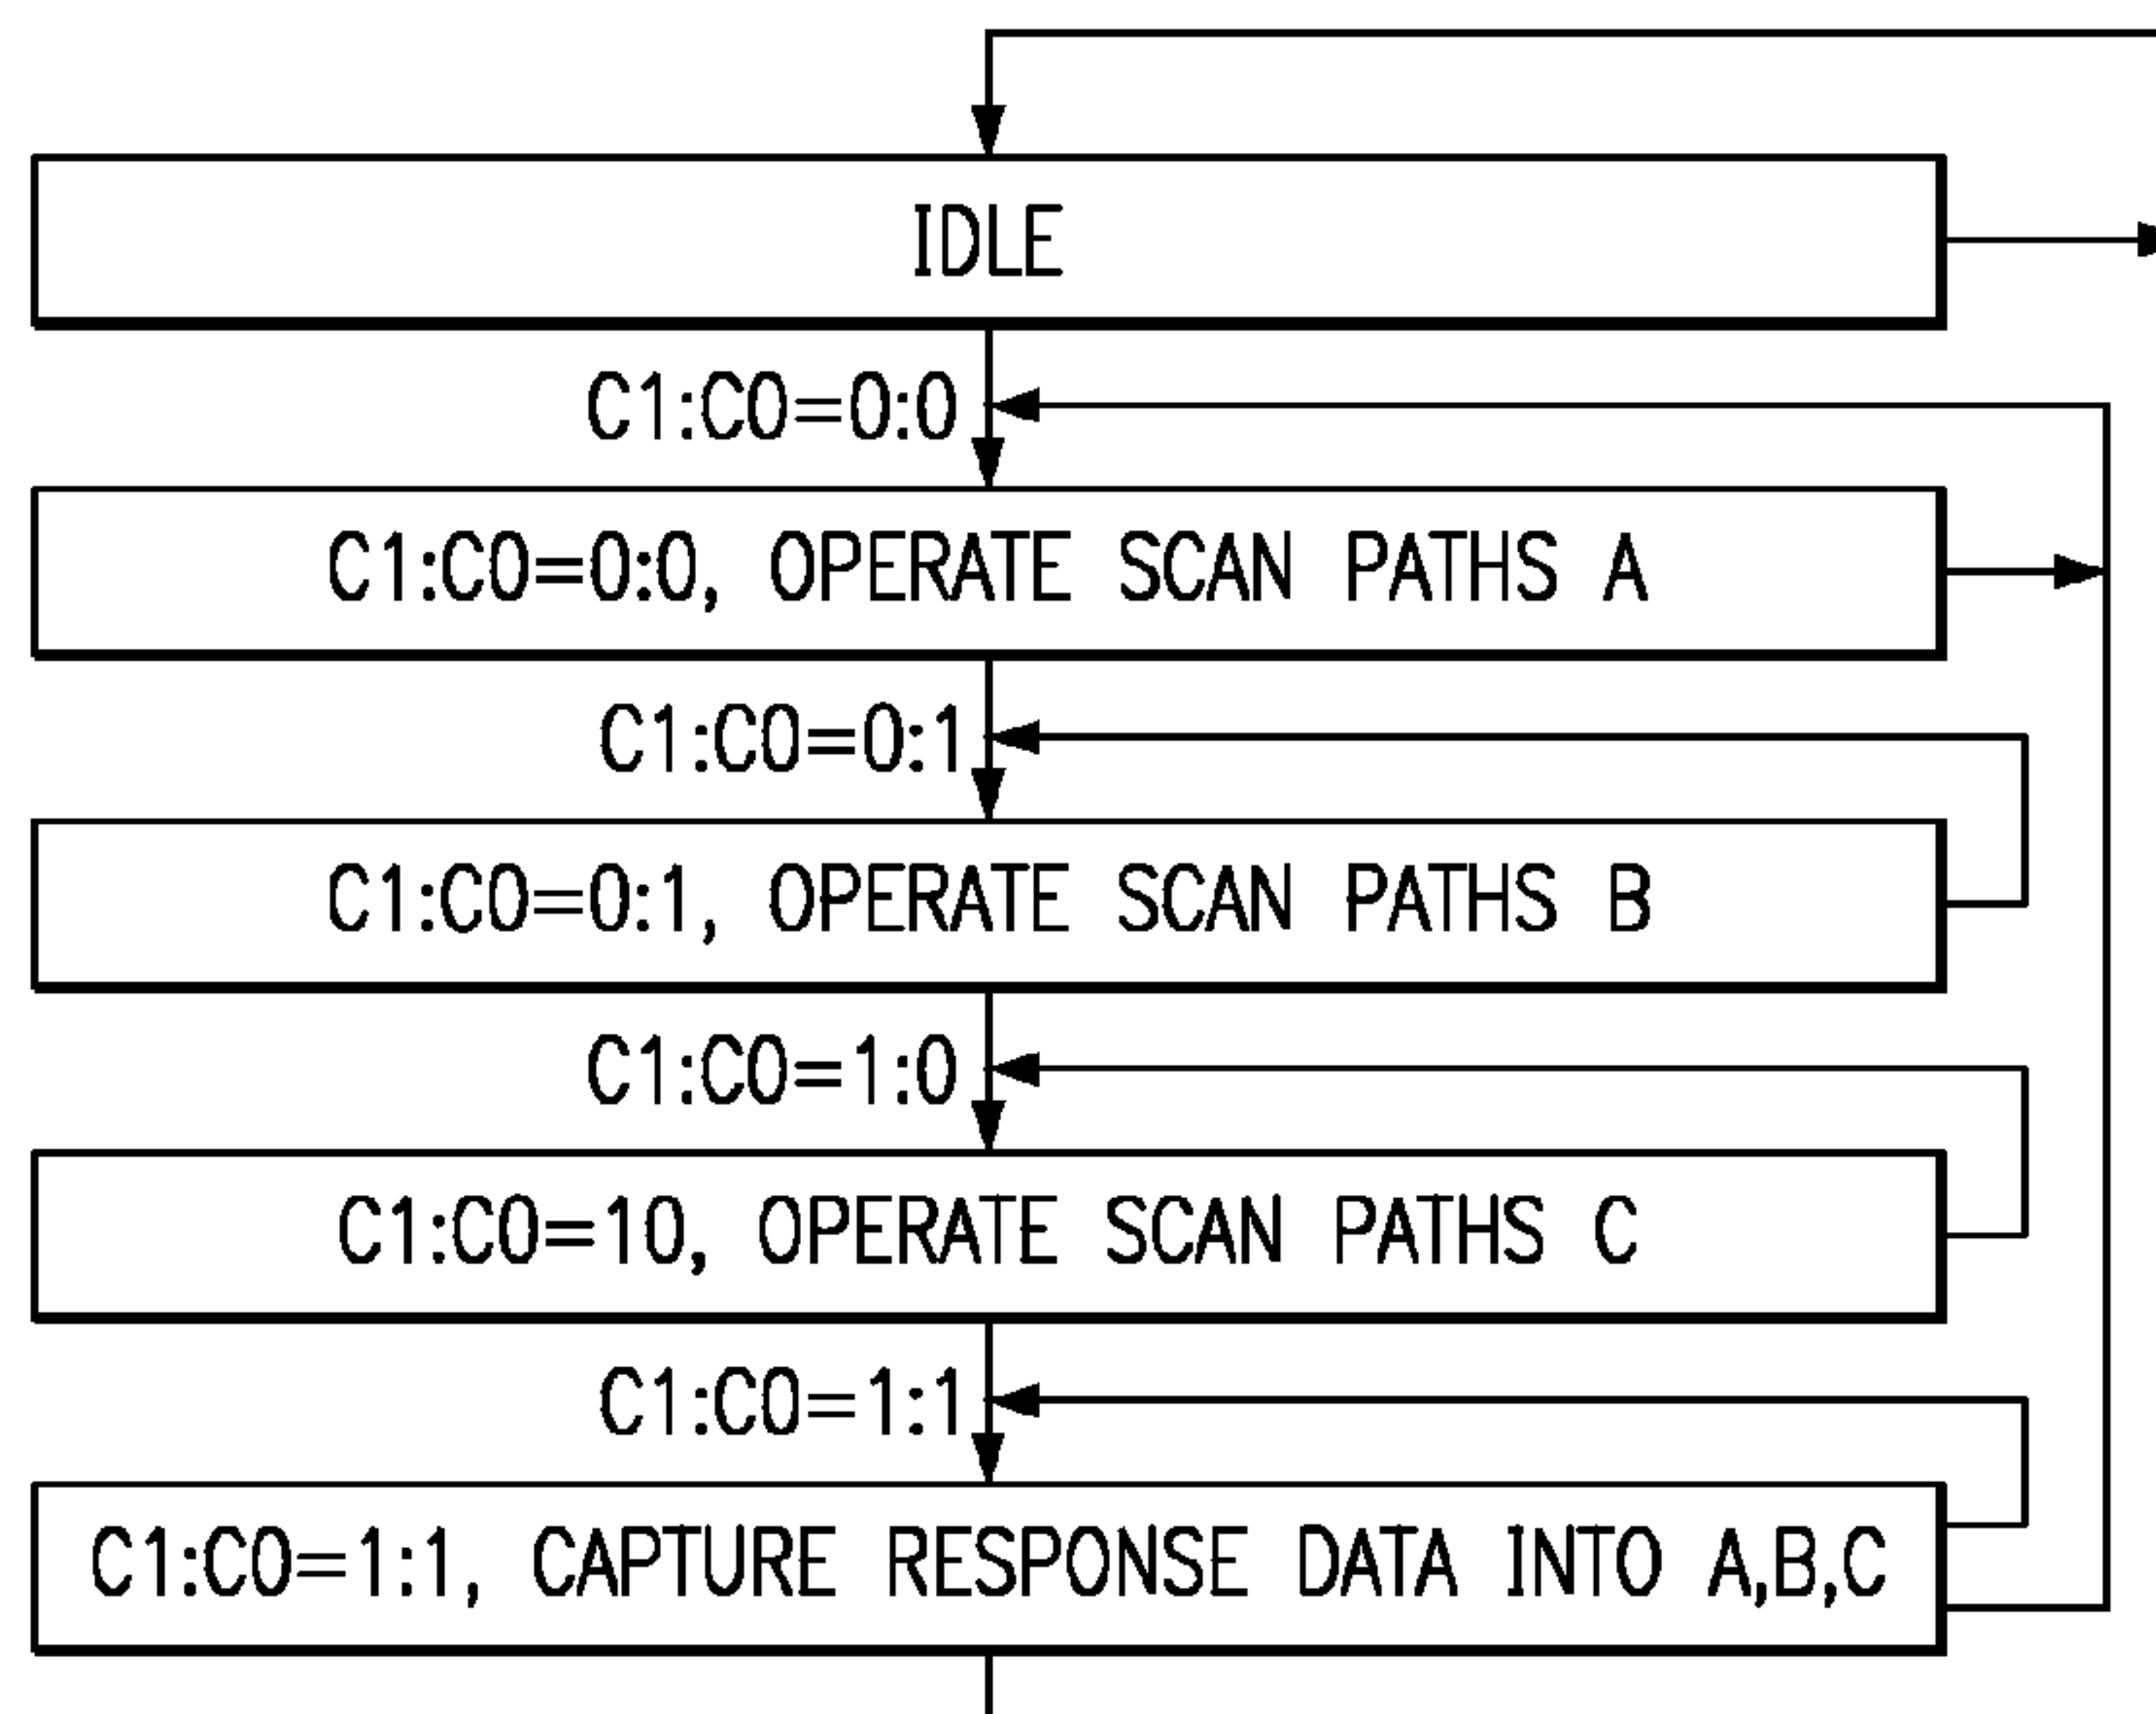 IDLE
C1:C0=0:0
C1:C0=0:0, OPERATE SCAN PATHS A
C1:C0=0:1
C1:C0=0:1, OPERATE SCAN PATHS B
C1:C0=1:0
C1:C0=10, OPERATE SCAN PATHS C
C1:C0=1:1
C1:C0=1:1, CAPTURE RESPONSE DATA INTO A,B,C